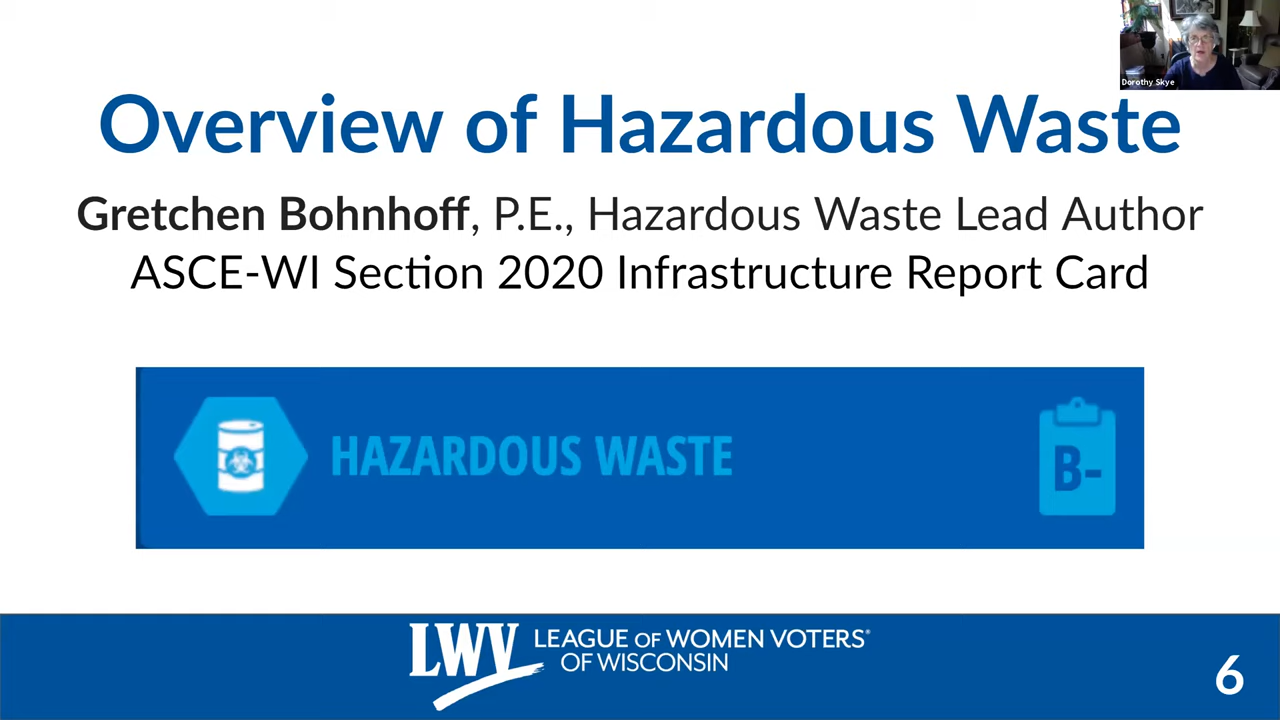 Dorothy Skye
Overview of Hazardous Waste
Gretchen Bohnhoff, P.E., Hazardous Waste Lead Author
ASCE-WI Section 2020 Infrastructure Report Card
HAZARDOUS WASTE
B-
LWV LEAGUE OF WOMEN VOTERS®
OF WISCONSIN
6